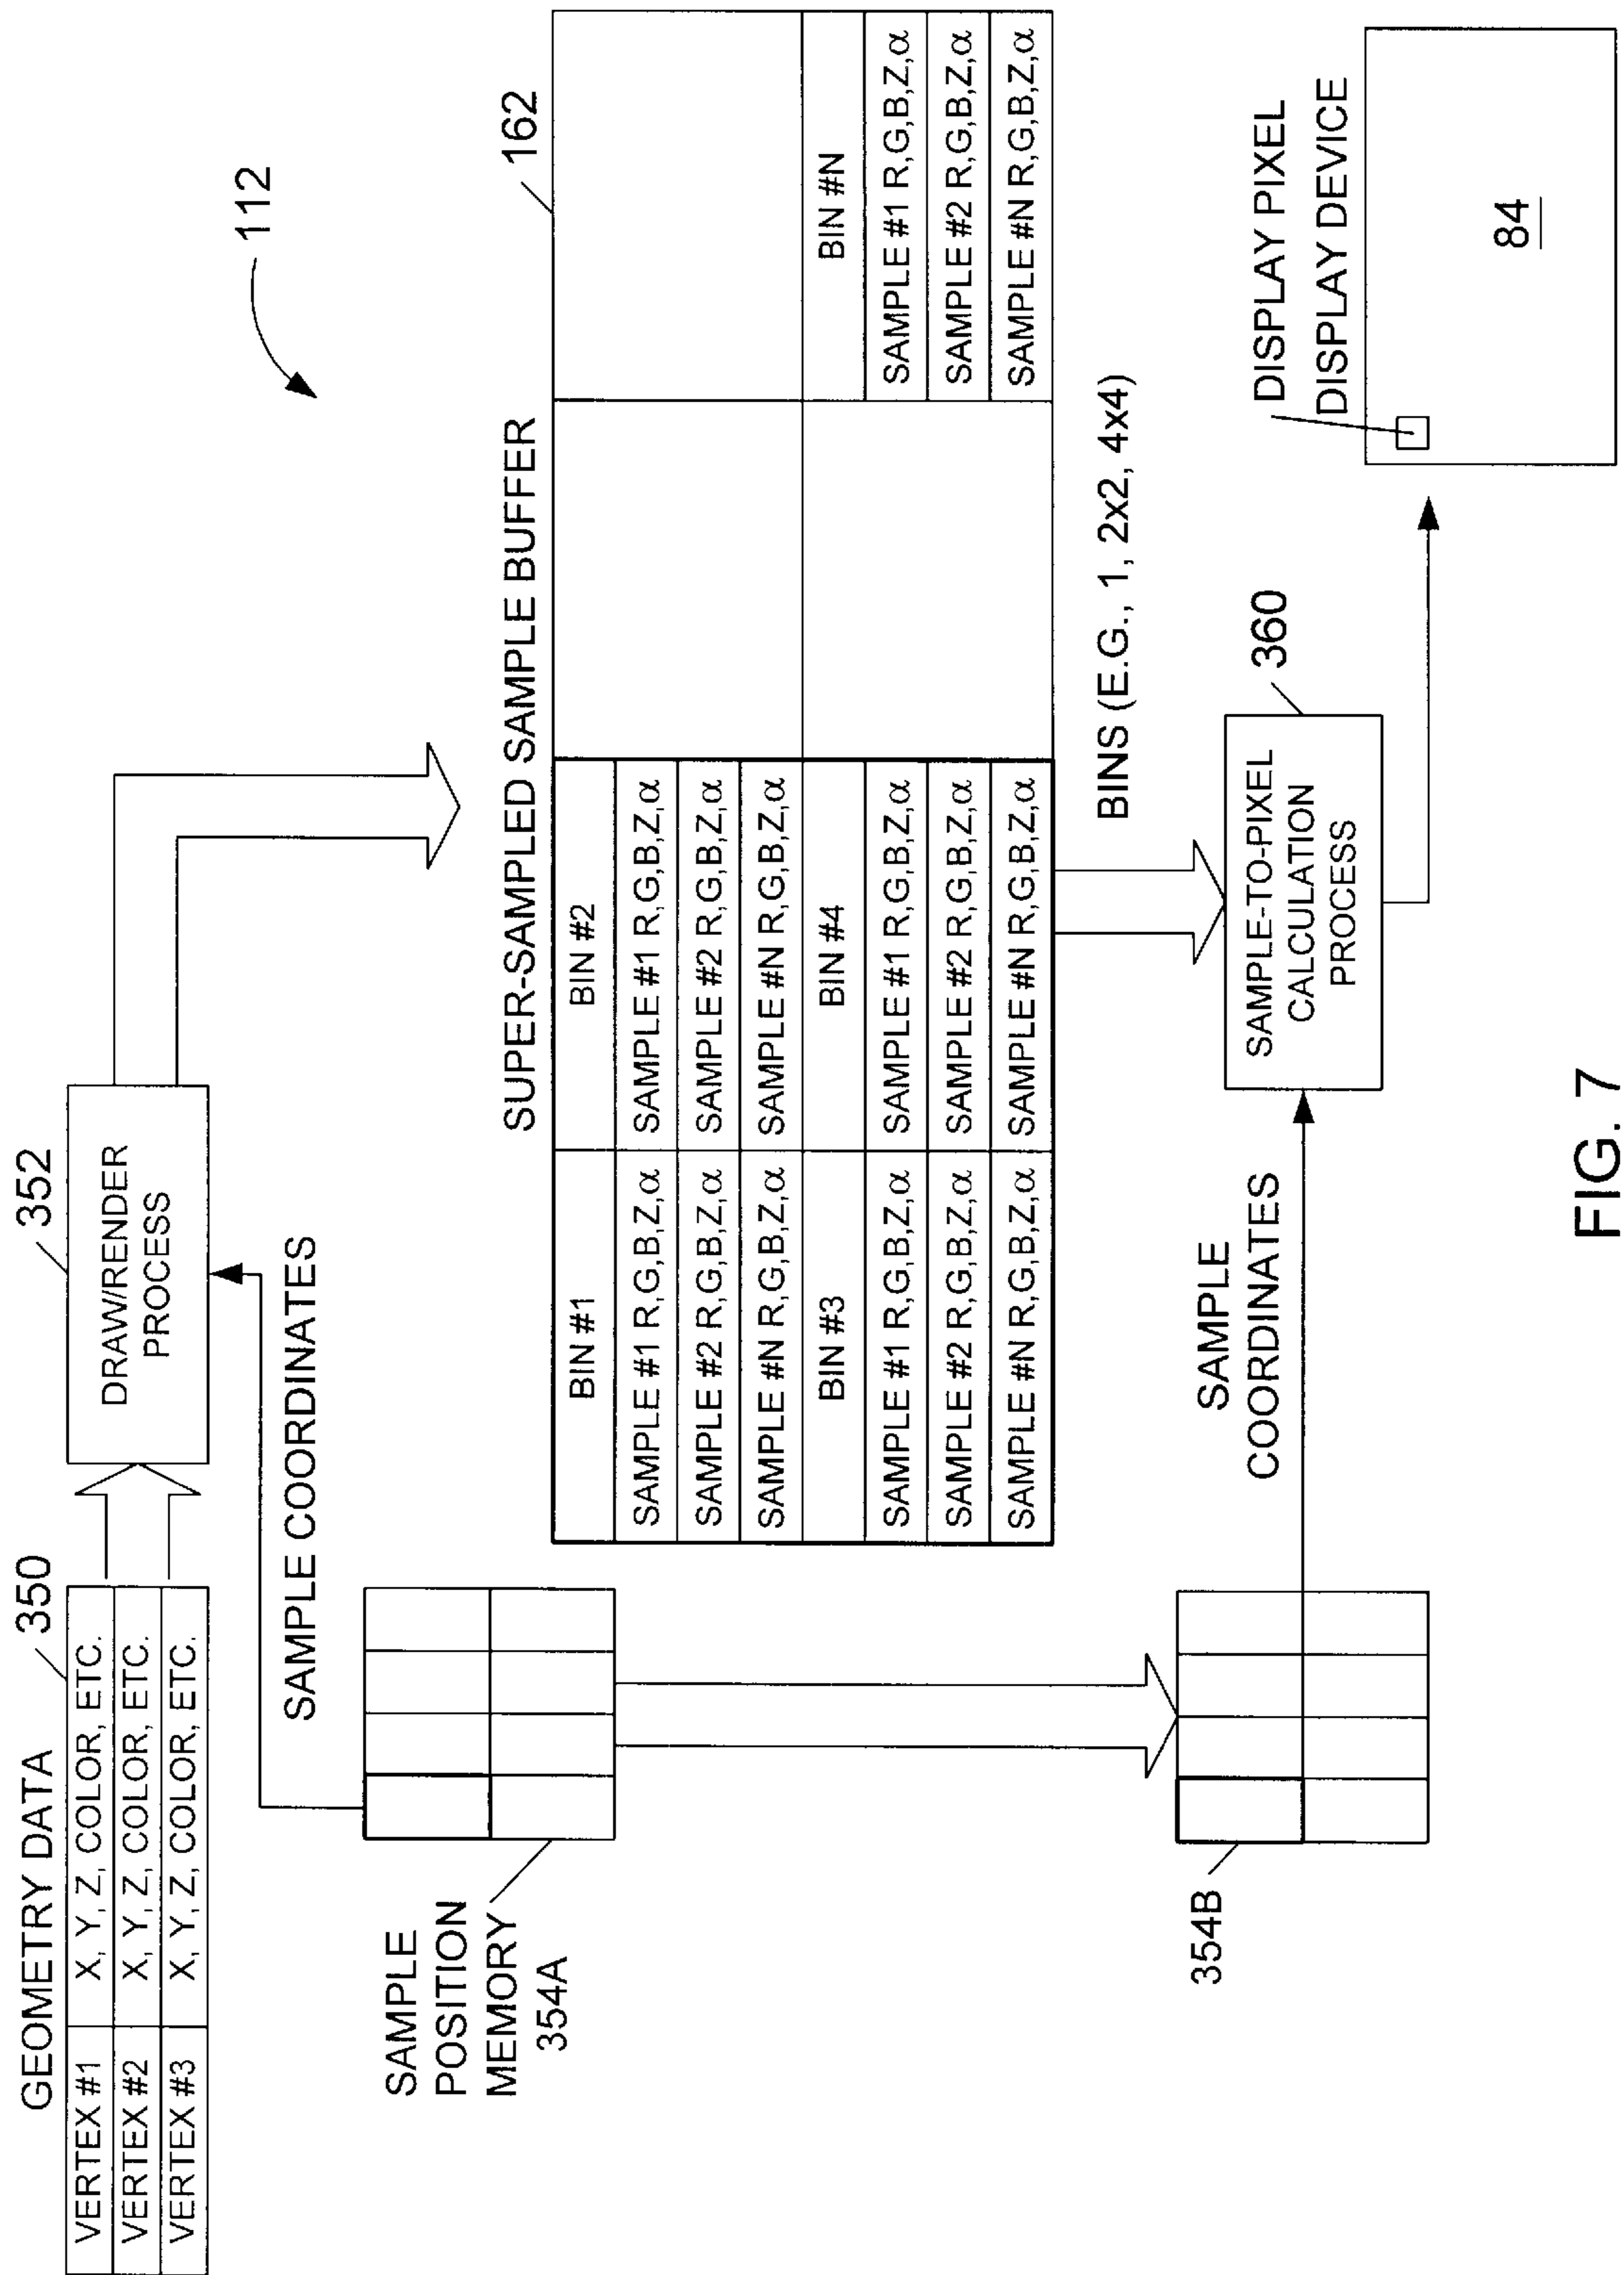 GEOMETRY DATA
350
VERTEX #1 X, Y, Z, COLOR, ETC.
VERTEX #2 X, Y, Z, COLOR, ETC.
VERTEX #3 X, Y, Z, COLOR, ETC.
352
DRAW/RENDER
PROCESS
112
SAMPLE COORDINATES
SAMPLE
POSITION
MEMORY
354A
SUPER-SAMPLED SAMPLE BUFFER
162
BIN #1
SAMPLE #1 R,G,B,Z,α
SAMPLE #2 R,G,B,Z,α
SAMPLE #N R,G,B,Z,α
BIN #2
SAMPLE #1 R,G,B,Z,α
SAMPLE #2 R,G,B,Z,α
SAMPLE #N R,G,B,Z,α
BIN #3
SAMPLE #1 R,G,B,Z,α
SAMPLE #2 R,G,B,Z,α
SAMPLE #N R,G,B,Z,α
BIN #4
SAMPLE #1 R,G,B,Z,α
SAMPLE #2 R,G,B,Z,α
SAMPLE #N R,G,B,Z,α
BIN #N
SAMPLE #1 R,G,B,Z,α
SAMPLE #2 R,G,B,Z,α
SAMPLE #N R,G,B,Z,α
BINS (E.G., 1, 2x2, 4x4)
354B
SAMPLE
COORDINATES
360
SAMPLE-TO-PIXEL
CALCULATION
PROCESS
DISPLAY PIXEL
DISPLAY DEVICE
84
FIG. 7